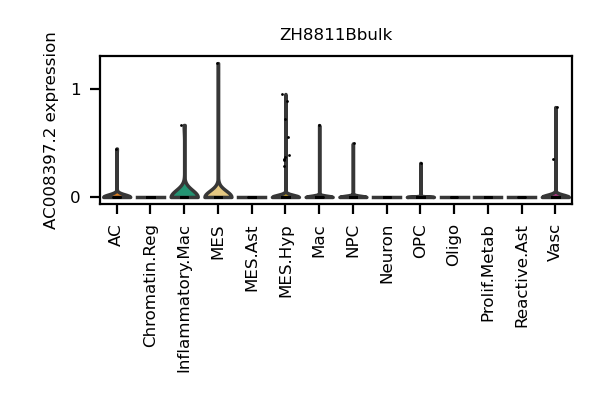 ZH8811Bbulk
AC008397.2 expression
1
0
AC
Chromatin.Reg
Inflammatory.Mac
MES
MES.Ast
MES.Hyp
Mac
NPC
Neuron
OPC
Oligo
Prolif.Metab
Reactive.Ast
Vasc